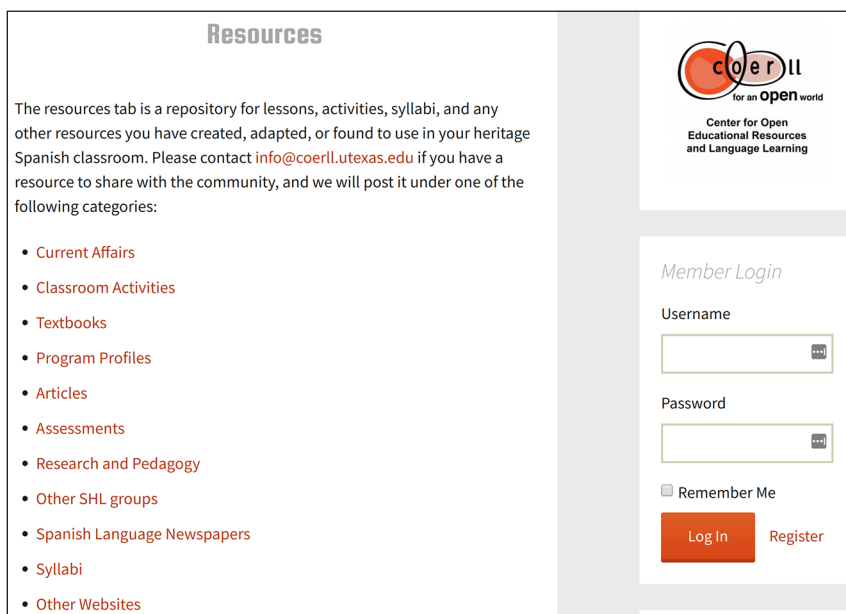 Resources
The resources tab is a repository for lessons, activities, syllabi, and any
other resources you have created, adapted, or found to use in your heritage
Spanish classroom. Please contact info@coerll.utexas.edu if you have a
resource to share with the community, and we will post it under one of the
following categories:
• Current Affairs
• Classroom Activities
• Textbooks
• Program Profiles
• Articles
• Assessments
• Research and Pedagogy
• Other SHL groups
• Spanish Language Newspapers
• Syllabi
• Other Websites
coerll
for an open world
Center for Open
Educational Resources
and Language Learning
Member Login
Username
Password
Remember Me
Log In Register